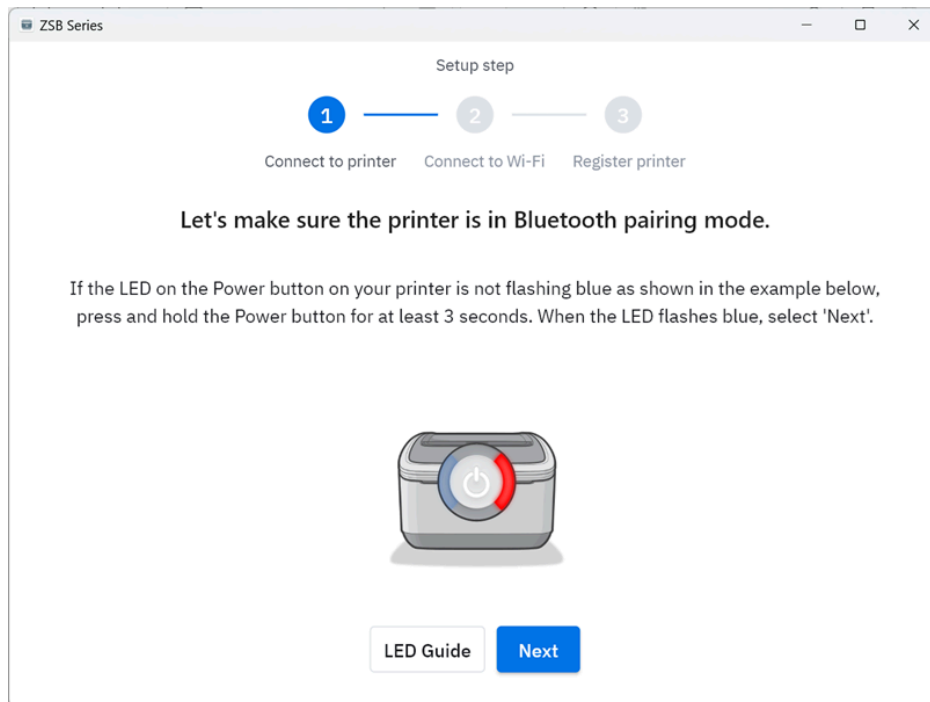 ZSB Series
Setup step
1 2 3
Connect to printer Connect to Wi-Fi Register printer
Let's make sure the printer is in Bluetooth pairing mode.
If the LED on the Power button on your printer is not flashing blue as shown in the example below,
press and hold the Power button for at least 3 seconds. When the LED flashes blue, select 'Next'.
LED Guide Next